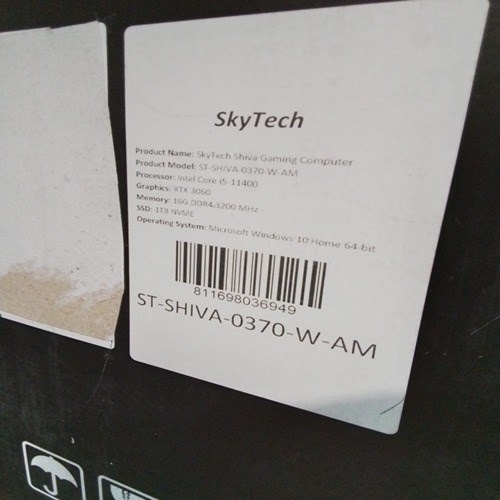 SkyTech
Product Name: SkyTech Shiva Gaming Computer
Product Model: ST-SHIVA-0370-W-AM
Processor: Intel Core i5-11400
Graphics: RTX 3060
Memory: 16G DDR4 3200 MHz
SSD: 1TB NVME
Operating System: Microsoft Windows 10 Home 64-bit
811698036949
ST-SHIVA-0370-W-AM